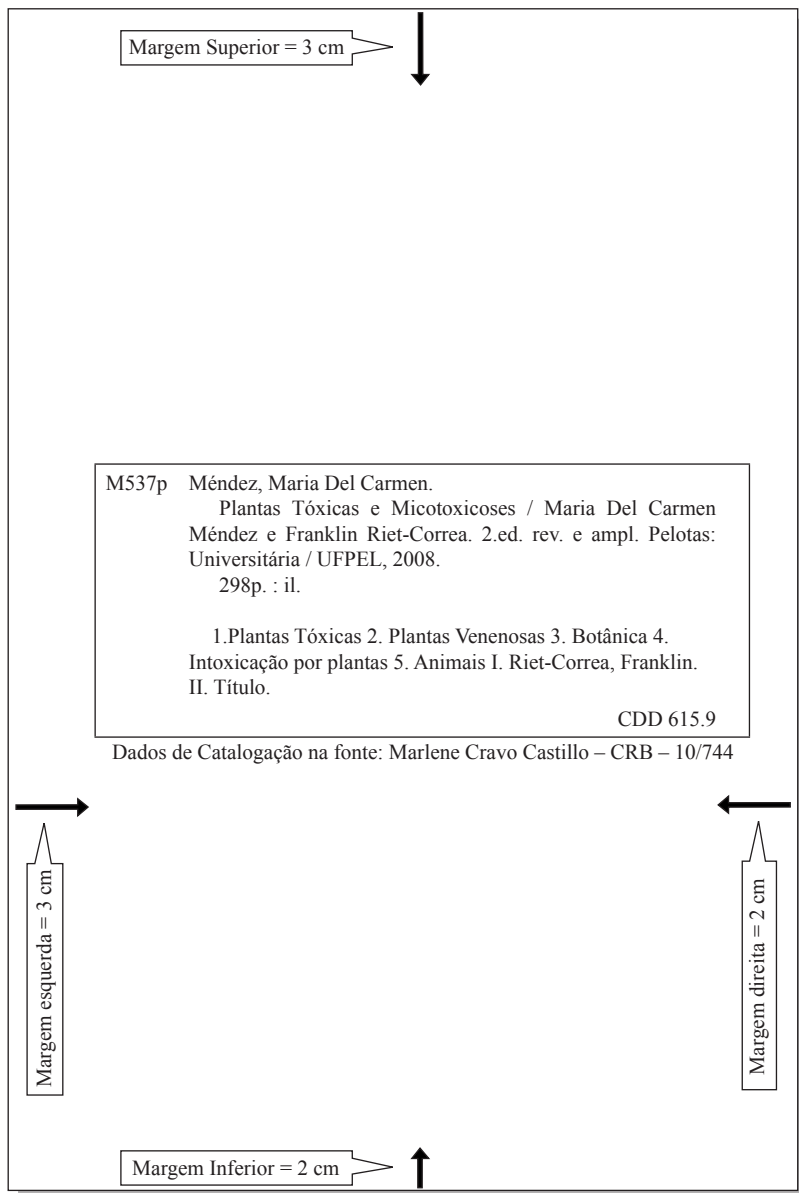 Margem Superior = 3 cm
M537p Méndez, Maria Del Carmen.
Plantas Tóxicas e Micotoxicoses / Maria Del Carmen
Méndez e Franklin Riet-Correa. 2.ed. rev. e ampl. Pelotas:
Universitária / UFPEL, 2008.
298p. : il.
1.Plantas Tóxicas 2. Plantas Venenosas 3. Botânica 4.
Intoxicação por plantas 5. Animais I. Riet-Correa, Franklin.
II. Título.
CDD 615.9
Dados de Catalogação na fonte: Marlene Cravo Castillo – CRB – 10/744
Margem esquerda = 3 cm
Margem direita = 2 cm
Margem Inferior = 2 cm